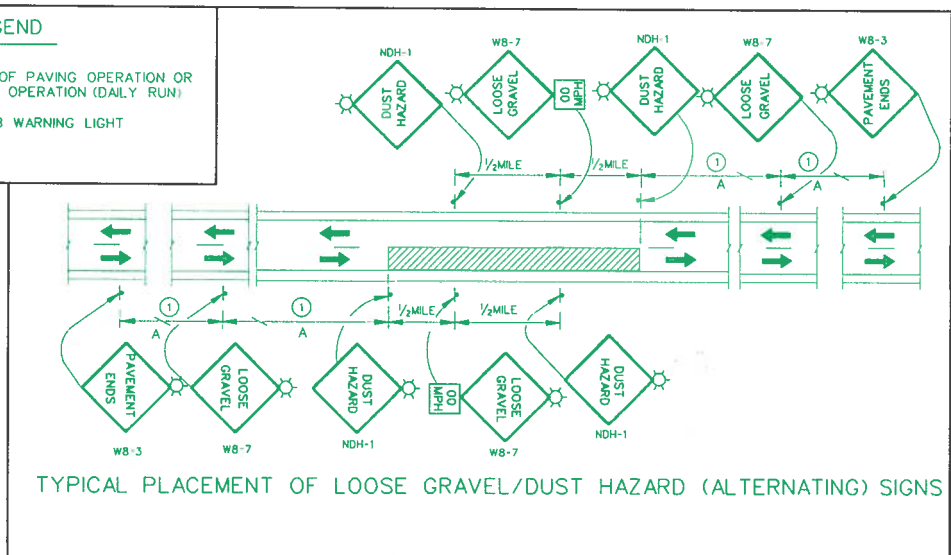 GEND
OF PAVING OPERATION OR
OPERATION (DAILY RUN)
B WARNING LIGHT
NDH-1
W8-7
NDH-1
W8-7
W8-3
DUST
HAZARD
LOOSE
GRAVEL
00
MPH
DUST
HAZARD
LOOSE
GRAVEL
PAVEMENT
ENDS
1/2MILE
1/2MILE
1
A
1
A
1
A
1
A
1/2MILE
1/2MILE
PAVEMENT
ENDS
LOOSE
GRAVEL
DUST
HAZARD
00
MPH
LOOSE
GRAVEL
DUST
HAZARD
W8-3
W8-7
NDH-1
W8-7
NDH-1
TYPICAL PLACEMENT OF LOOSE GRAVEL/DUST HAZARD (ALTERNATING) SIGNS